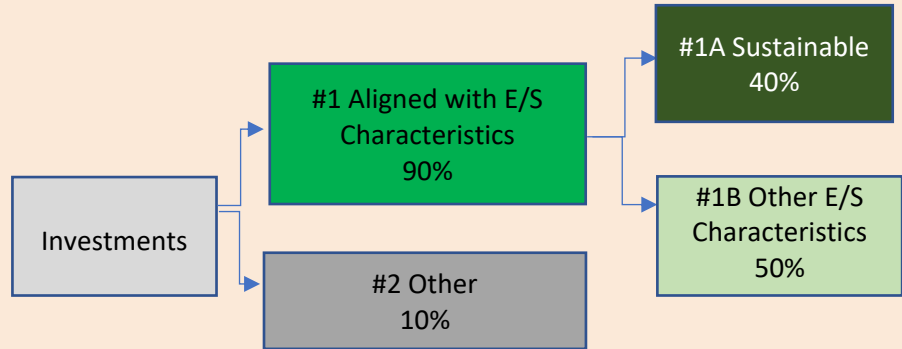 Investments
#1 Aligned with E/S
Characteristics
90%
#2 Other
10%
#1A Sustainable
40%
#1B Other E/S
Characteristics
50%